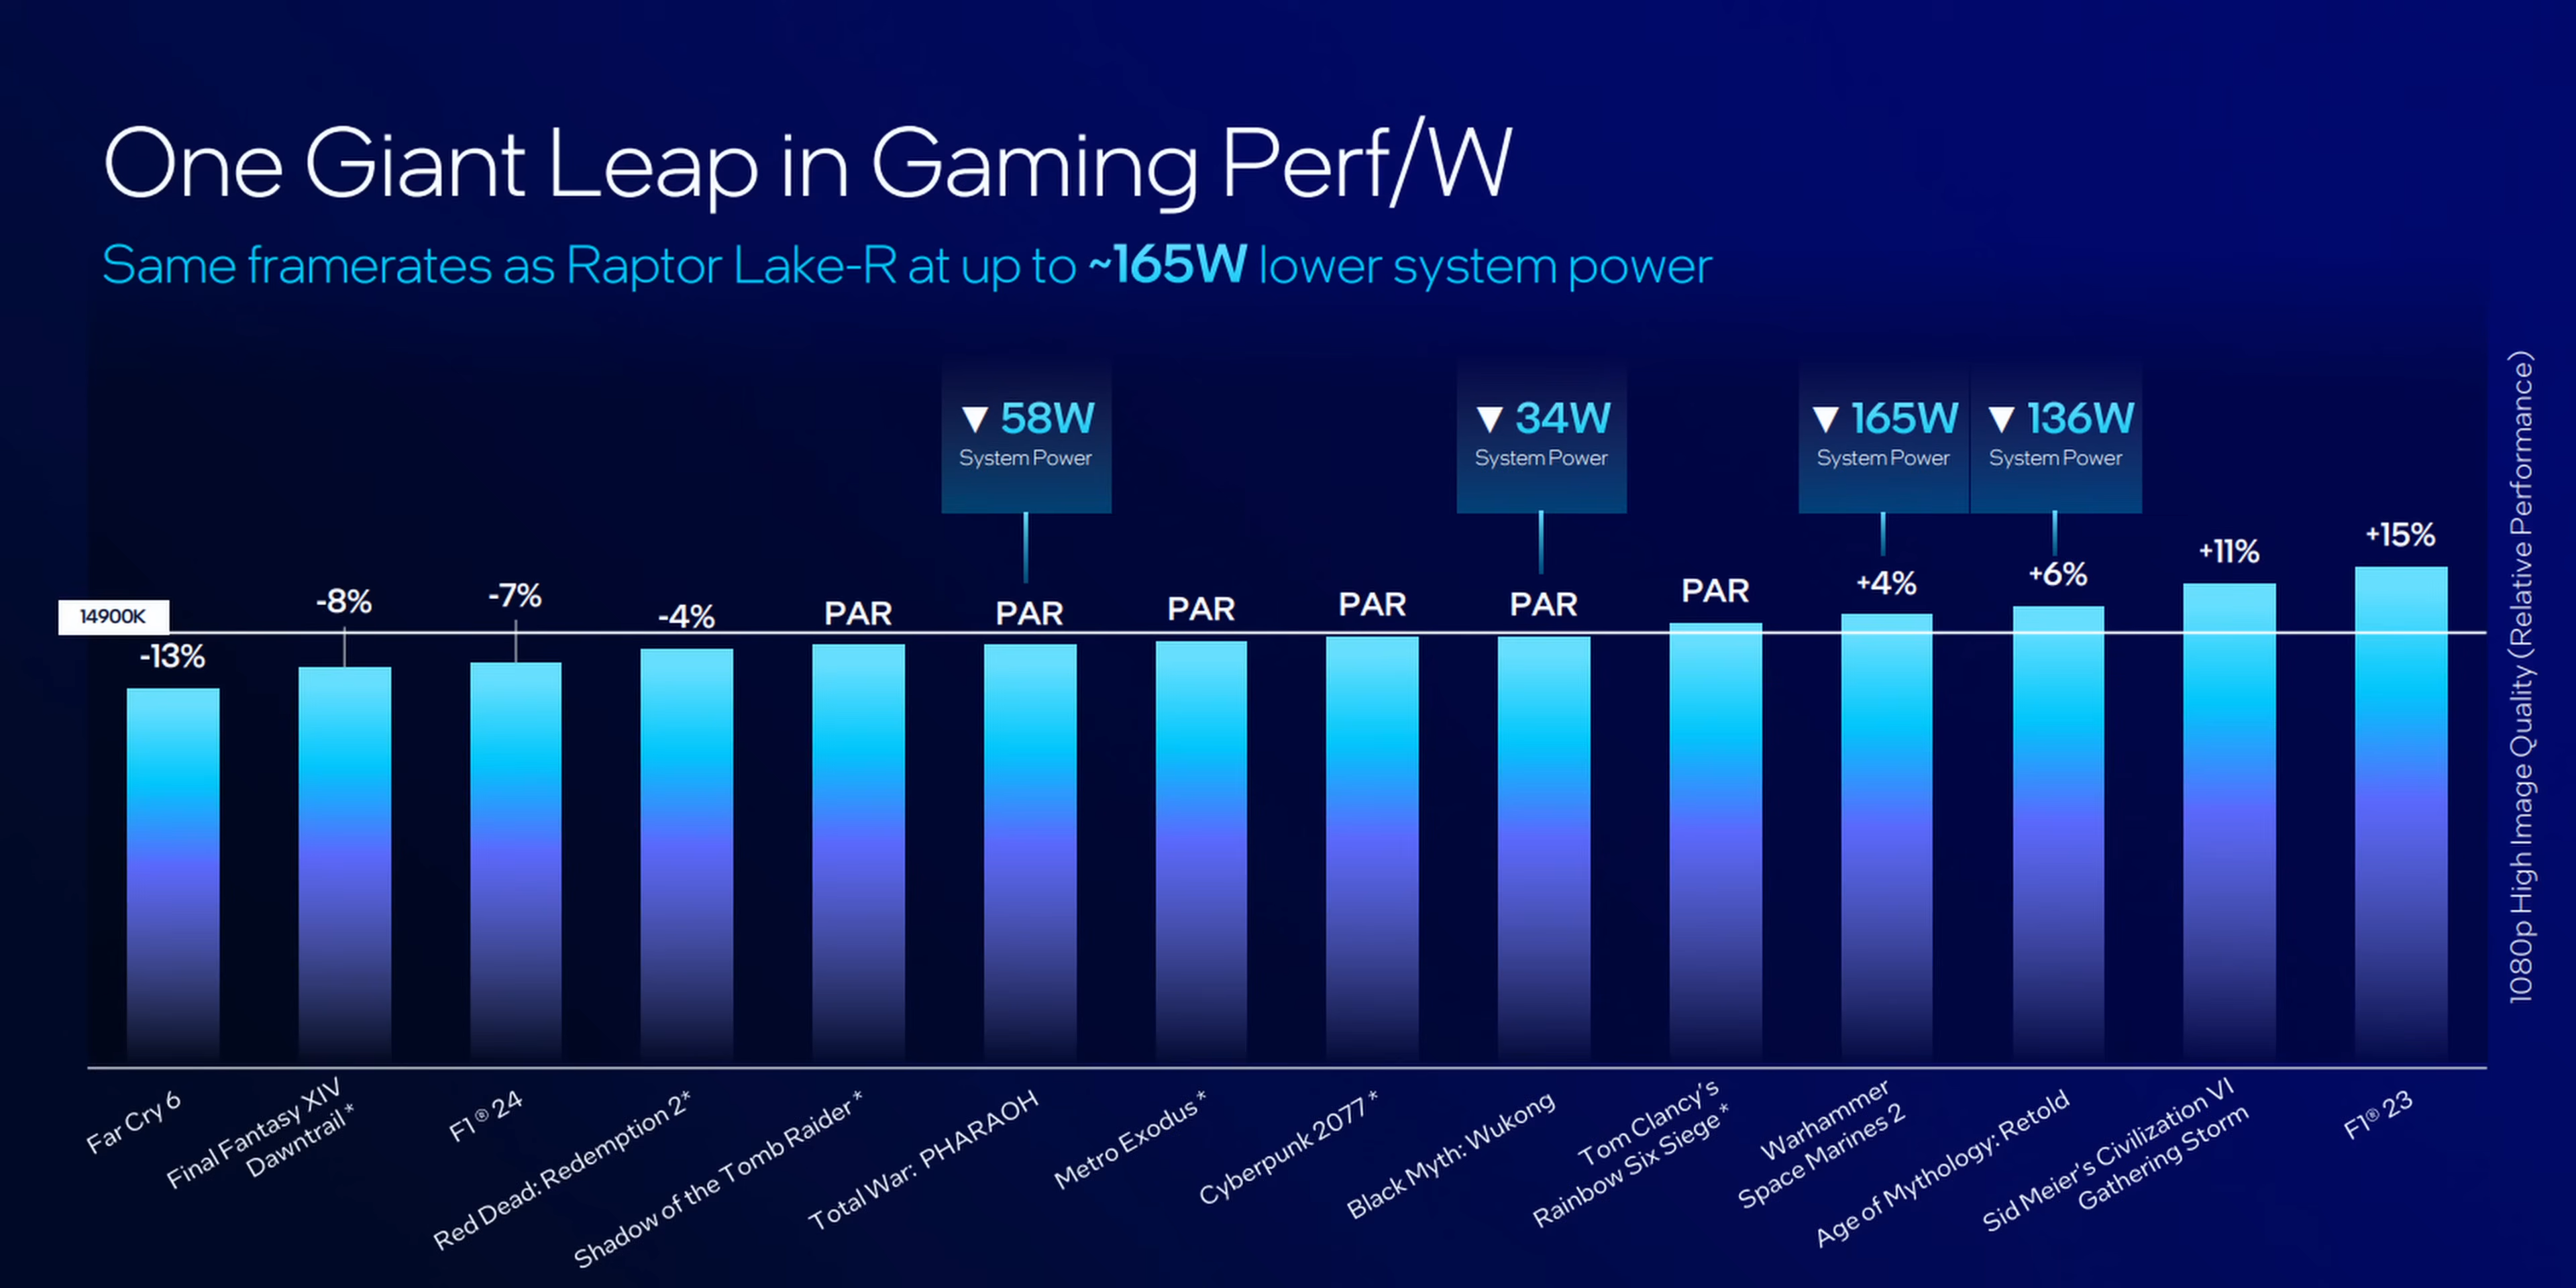 One Giant Leap in Gaming Perf/W
Same framerates as Raptor Lake-R at up to ~165W lower system power
▼ 58W
System Power
▼ 34W
System Power
▼ 165W
System Power
▼ 136W
System Power
14900K
-13%
-8%
-7%
-4%
PAR
PAR
PAR
PAR
PAR
PAR
+4%
+6%
+11%
+15%
Far Cry 6
Final Fantasy XIV
Dawntrail*
F1® 24
Red Dead: Redemption 2*
Shadow of the Tomb Raider*
Total War: PHARAOH
Metro Exodus*
Cyberpunk 2077*
Black Myth: Wukong
Tom Clancy's
Rainbow Six Siege*
Warhammer
Space Marines 2
Age of Mythology: Retold
Sid Meier's Civilization VI
Gathering Storm
F1® 23
1080p High Image Quality (Relative Performance)